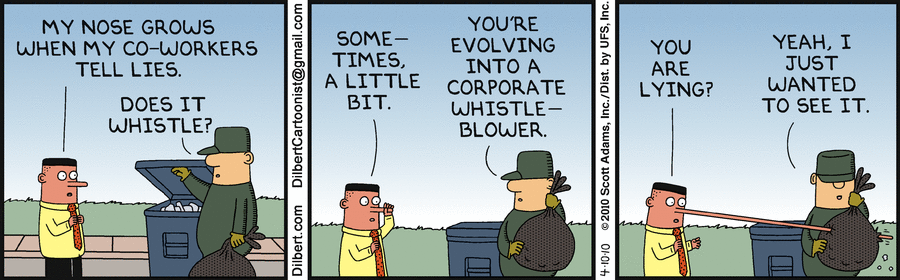 MY NOSE GROWS
WHEN MY CO-WORKERS
TELL LIES.
DOES IT
WHISTLE?
Dilbert.com DilbertCartoonist@gmail.com
SOME-
TIMES,
A LITTLE
BIT.
YOU'RE
EVOLVING
INTO A
CORPORATE
WHISTLE-
BLOWER.
4-10-10 ©2010 Scott Adams, Inc./Dist. by UFS, Inc.
YOU
ARE
LYING?
YEAH, I
JUST
WANTED
TO SEE IT.